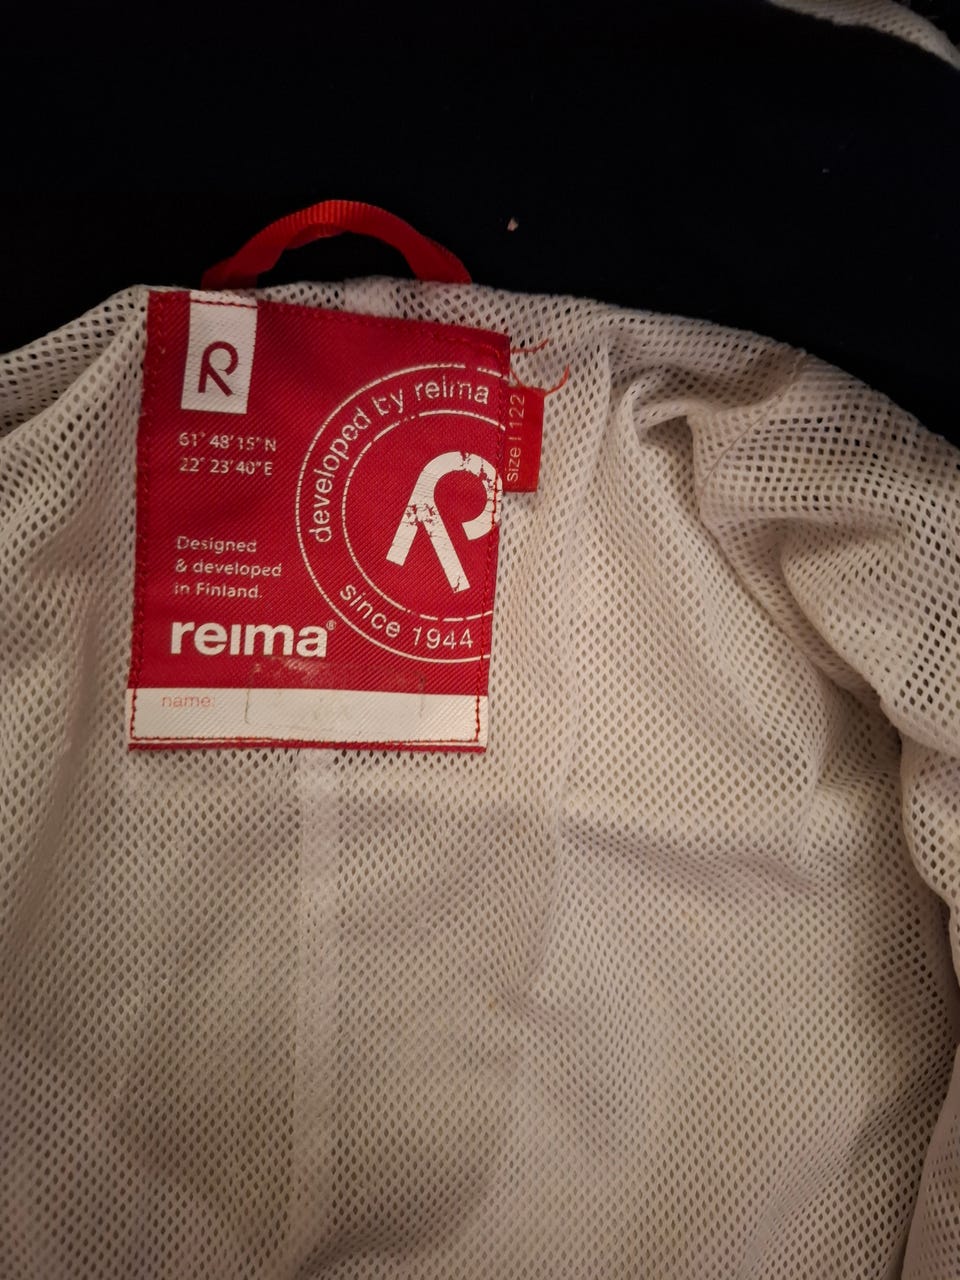 R
61° 48'15" N
22° 23'40"E
Designed
& developed
in Finland.
reima®
developed by reima
R
since 1944
size | 122
name: